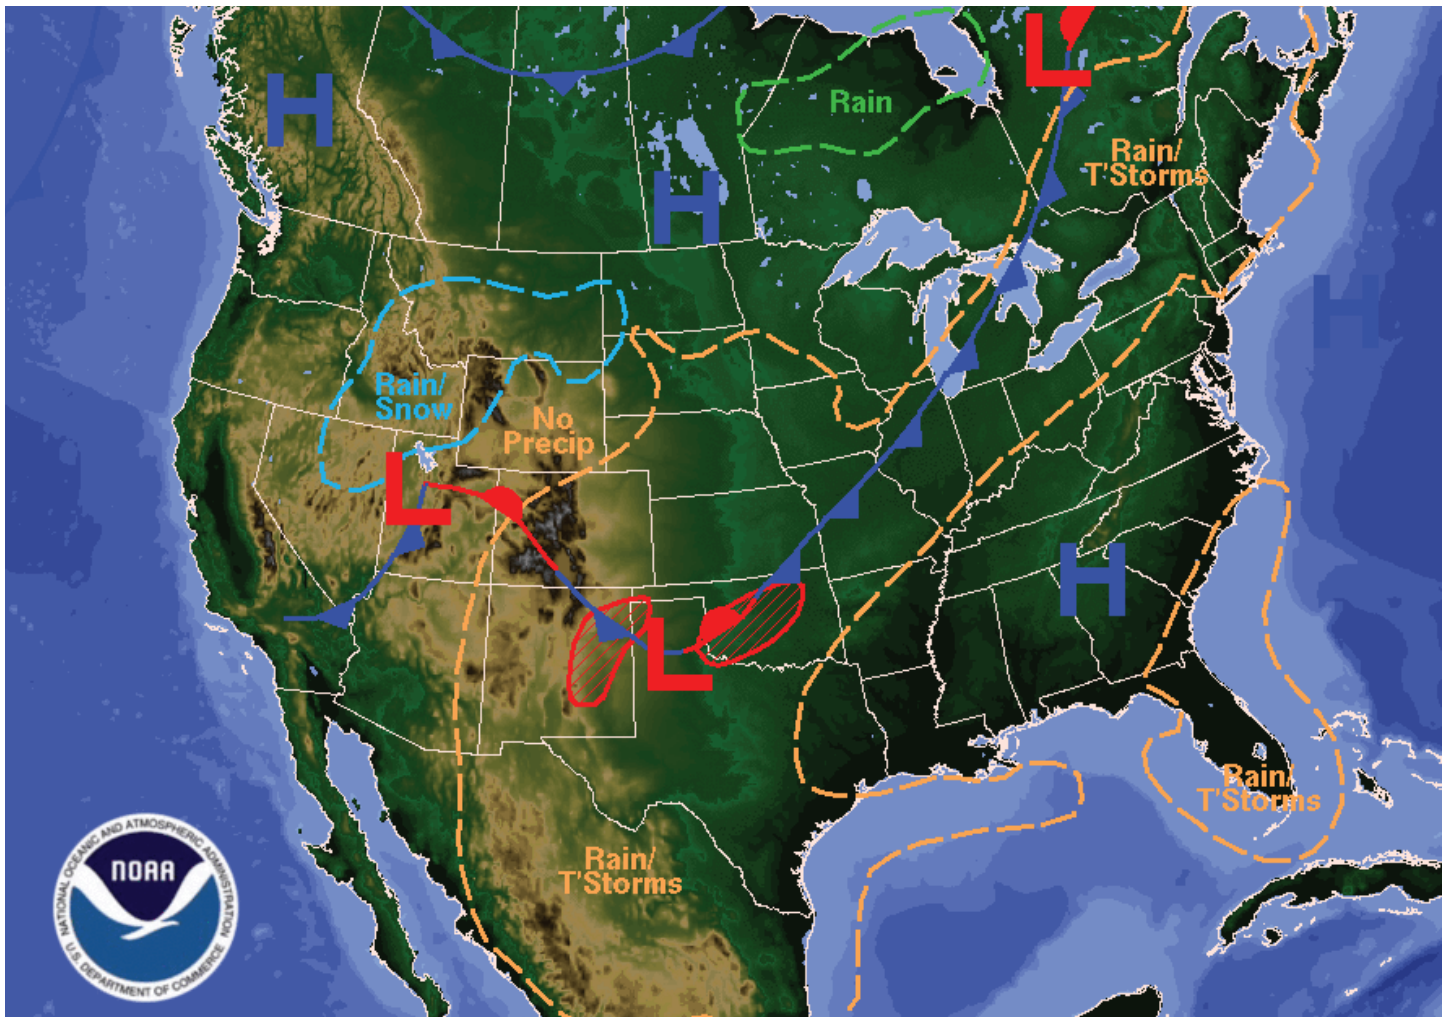 L
H
Rain
Rain/
T'Storms
H
H
Rain/
Snow
No
Precip
L
H
L
Rain/
T'Storms
Rain/
T'Storms
NATIONAL OCEANIC AND ATMOSPHERIC ADMINISTRATION
NOAA
U.S. DEPARTMENT OF COMMERCE